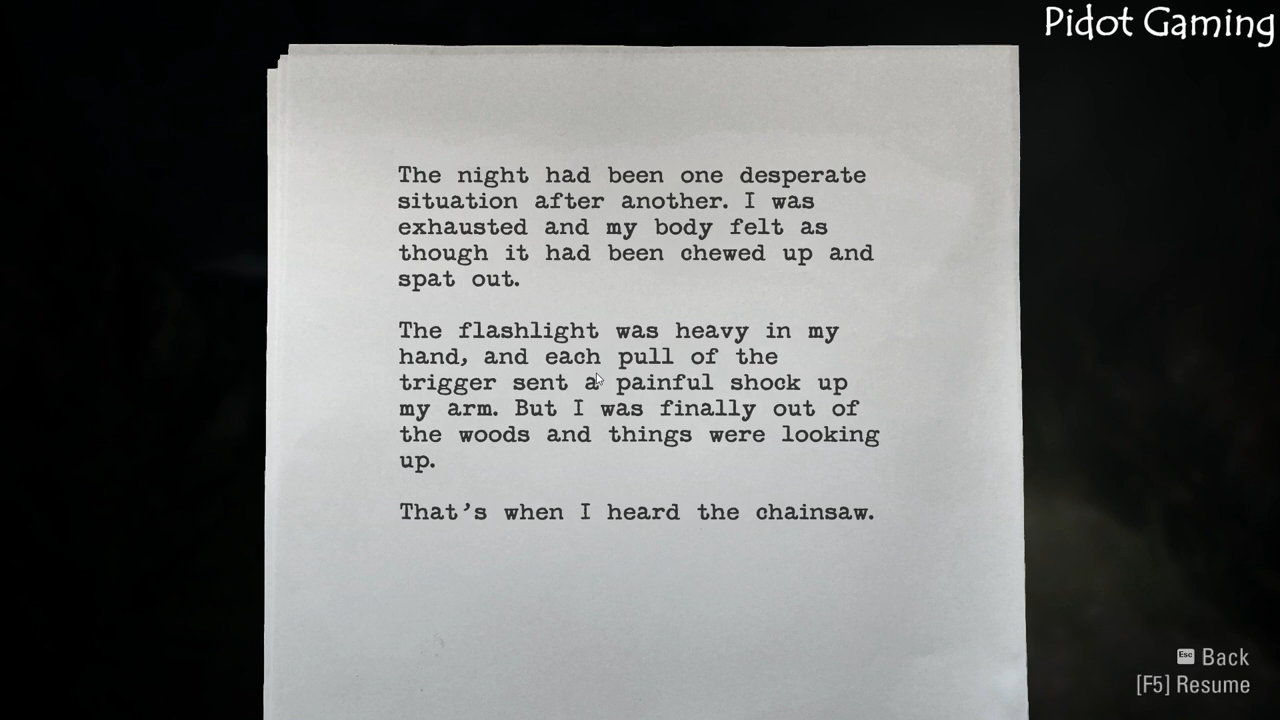 Pidot Gaming
The night had been one desperate
situation after another. I was
exhausted and my body felt as
though it had been chewed up and
spat out.
The flashlight was heavy in my
hand, and each pull of the
trigger sent a painful shock up
my arm. But I was finally out of
the woods and things were looking
up.
That's when I heard the chainsaw.
Esc Back
[F5] Resume